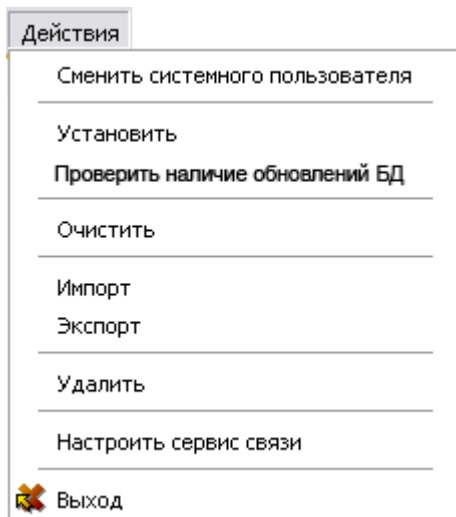 Действия
Сменить системного пользователя
Установить
Проверить наличие обновлений БД
Очистить
Импорт
Экспорт
Удалить
Настроить сервис связи
Выход